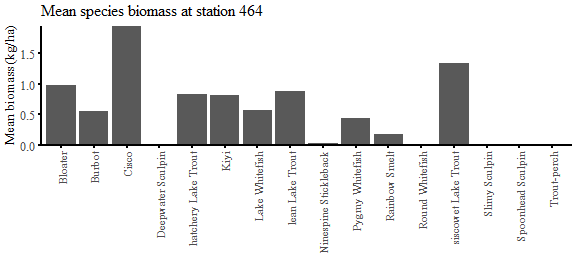 Mean species biomass at station 464
Mean biomass (kg/ha)
1.5
1.0
0.5
0.0
Bloater
Burbot
Cisco
Deepwater Sculpin
hatchery Lake Trout
Kiyi
Lake Whitefish
lean Lake Trout
Ninespine Stickleback
Pygmy Whitefish
Rainbow Smelt
Round Whitefish
siscowet Lake Trout
Slimy Sculpin
Spoonhead Sculpin
Trout-perch